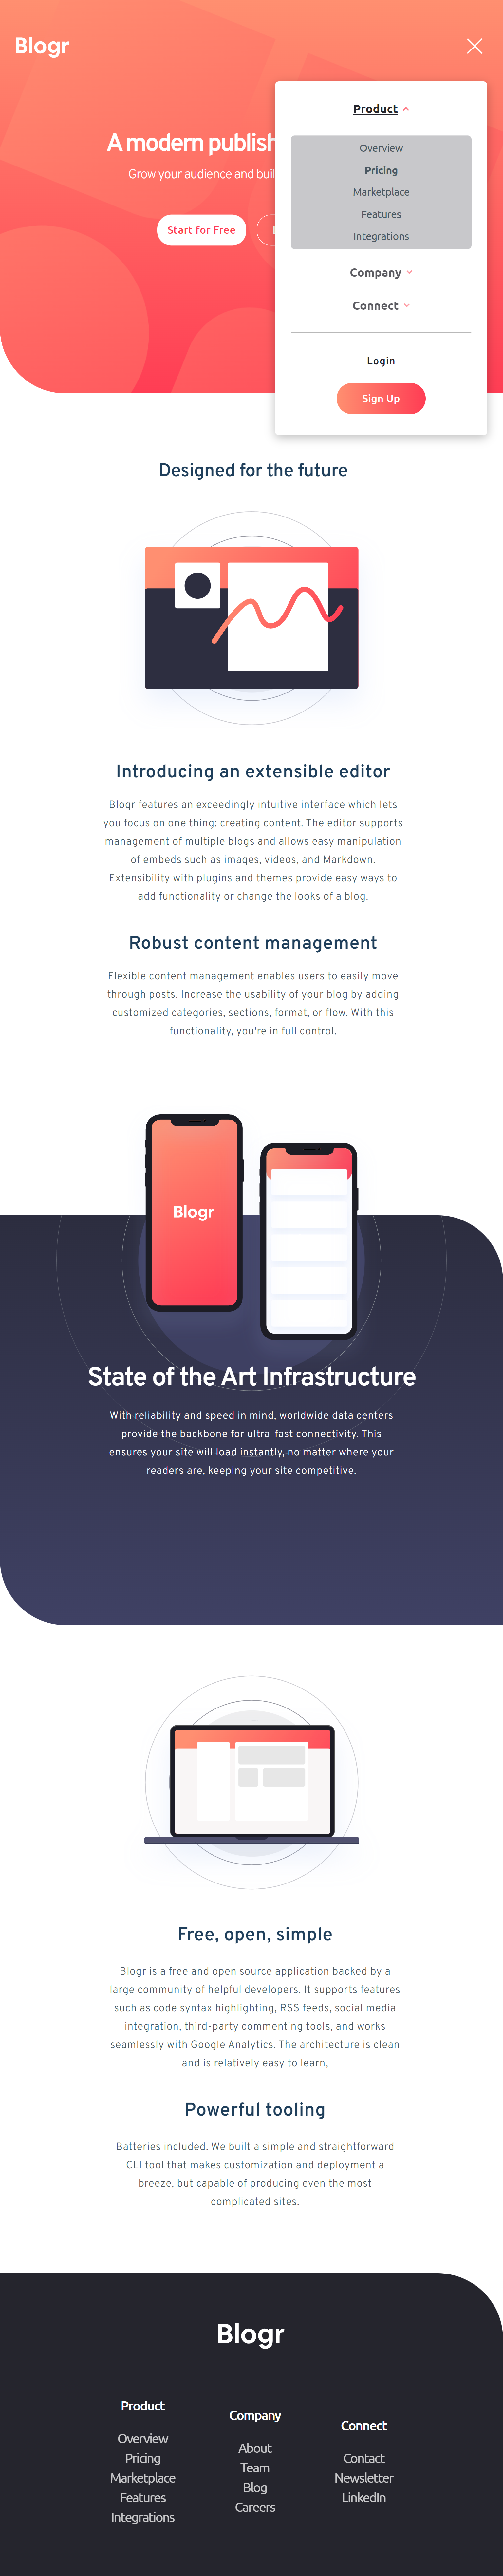 Blogr
A modern publish
Grow your audience and buil
Start for Free
Product
Overview
Pricing
Marketplace
Features
Integrations
Company
Connect
Login
Sign Up
Designed for the future
Introducing an extensible editor
Blogr features an exceedingly intuitive interface which lets
you focus on one thing: creating content. The editor supports
management of multiple blogs and allows easy manipulation
of embeds such as images, videos, and Markdown.
Extensibility with plugins and themes provide easy ways to
add functionality or change the looks of a blog.
Robust content management
Flexible content management enables users to easily move
through posts. Increase the usability of your blog by adding
customized categories, sections, format, or flow. With this
functionality, you're in full control.
Blogr
State of the Art Infrastructure
With reliability and speed in mind, worldwide data centers
provide the backbone for ultra-fast connectivity. This
ensures your site will load instantly, no matter where your
readers are, keeping your site competitive.
Free, open, simple
Blogr is a free and open source application backed by a
large community of helpful developers. It supports features
such as code syntax highlighting, RSS feeds, social media
integration, third-party commenting tools, and works
seamlessly with Google Analytics. The architecture is clean
and is relatively easy to learn,
Powerful tooling
Batteries included. We built a simple and straightforward
CLI tool that makes customization and deployment a
breeze, but capable of producing even the most
complicated sites.
Blogr
Product
Overview
Pricing
Marketplace
Features
Integrations
Company
About
Team
Blog
Careers
Connect
Contact
Newsletter
LinkedIn